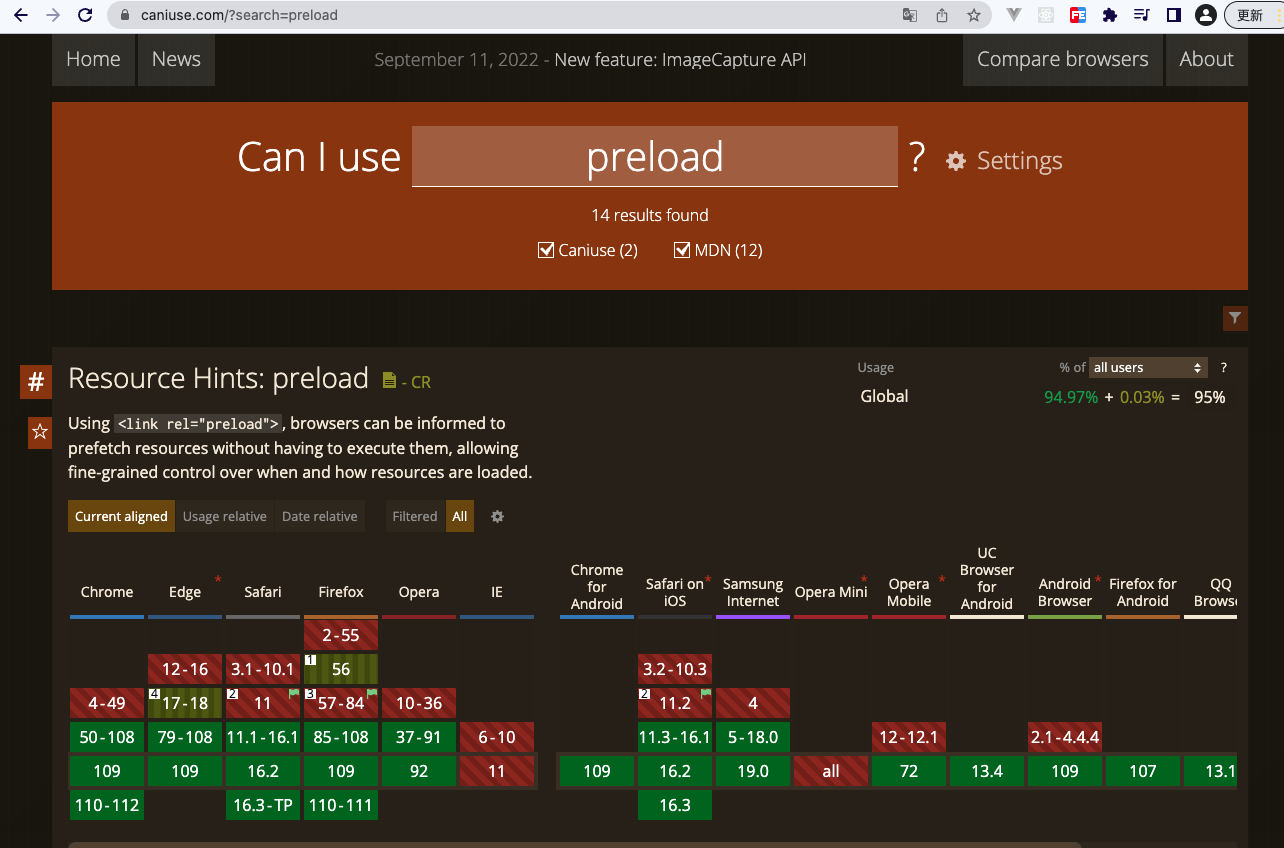 caniuse.com/?search=preload
更新
Home
News
September 11, 2022 - New feature: ImageCapture API
Compare browsers
About
Can I use preload ?
Settings
14 results found
Caniuse (2)
MDN (12)
#
Resource Hints: preload - CR
Usage
% of all users ?
Global
94.97% + 0.03% = 95%
Using <link rel="preload">, browsers can be informed to
prefetch resources without having to execute them, allowing
fine-grained control over when and how resources are loaded.
Current aligned
Usage relative
Date relative
Filtered
All
Chrome
4-49
50-108
109
110-112
Edge *
12-16
4 17-18
79-108
109
Safari
3.1-10.1
2 11
11.1-16.1
16.2
16.3-TP
Firefox
2-55
1 56
3 57-84
85-108
109
110-111
Opera
10-36
37-91
92
IE
6-10
11
Chrome
for
Android
109
Safari on *
iOS
3.2-10.3
2 11.2
11.3-16.1
16.2
16.3
Samsung
Internet
4
5-18.0
19.0
Opera Mini *
all
Opera *
Mobile
12-12.1
72
UC
Browser
for
Android
13.4
Android *
Browser
2.1-4.4.4
109
Firefox for
Android
107
QQ
Browse
13.1